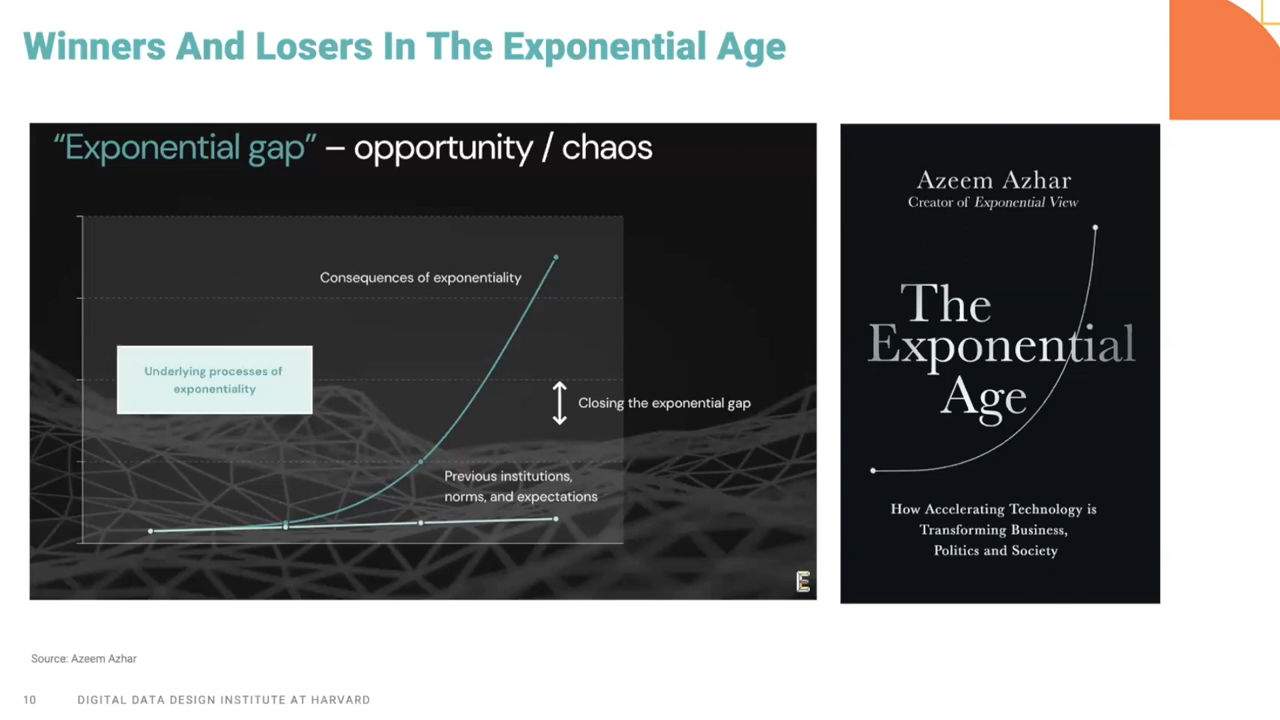 Winners And Losers In The Exponential Age
“Exponential gap” – opportunity / chaos
Consequences of exponentiality
Underlying processes of
exponentiality
Closing the exponential gap
Previous institutions,
norms, and expectations
E
Azeem Azhar
Creator of Exponential View
The
Exponential
Age
How Accelerating Technology is
Transforming Business,
Politics and Society
Source: Azeem Azhar
10 DIGITAL DATA DESIGN INSTITUTE AT HARVARD